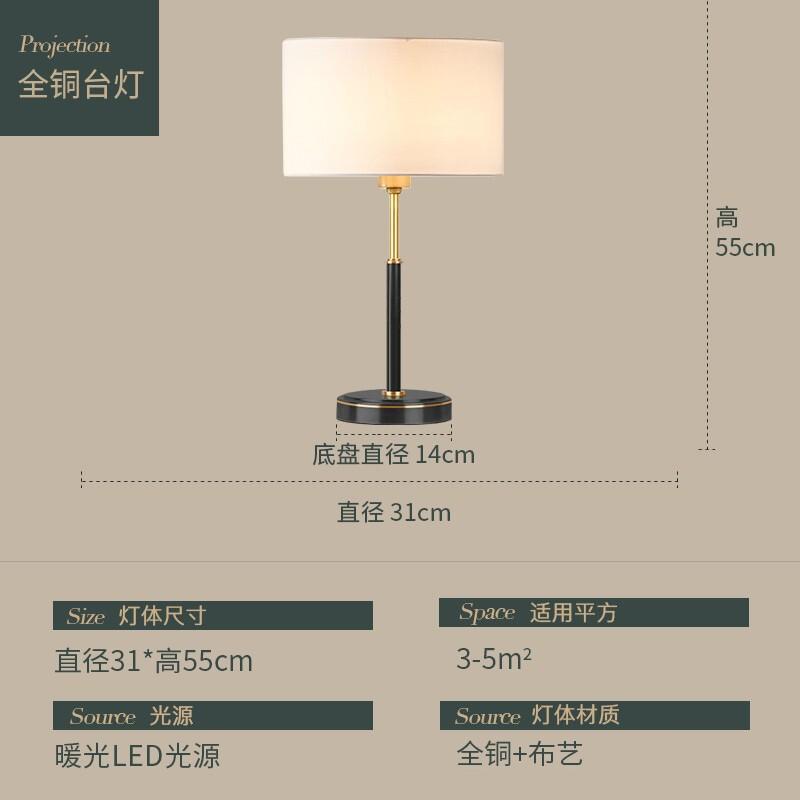 Projection
全铜台灯
高
55cm
底盘直径 14cm
直径 31cm
Size 灯体尺寸
直径31*高55cm
Space 适用平方
3-5m²
Source 光源
暖光LED光源
Source 灯体材质
全铜+布艺